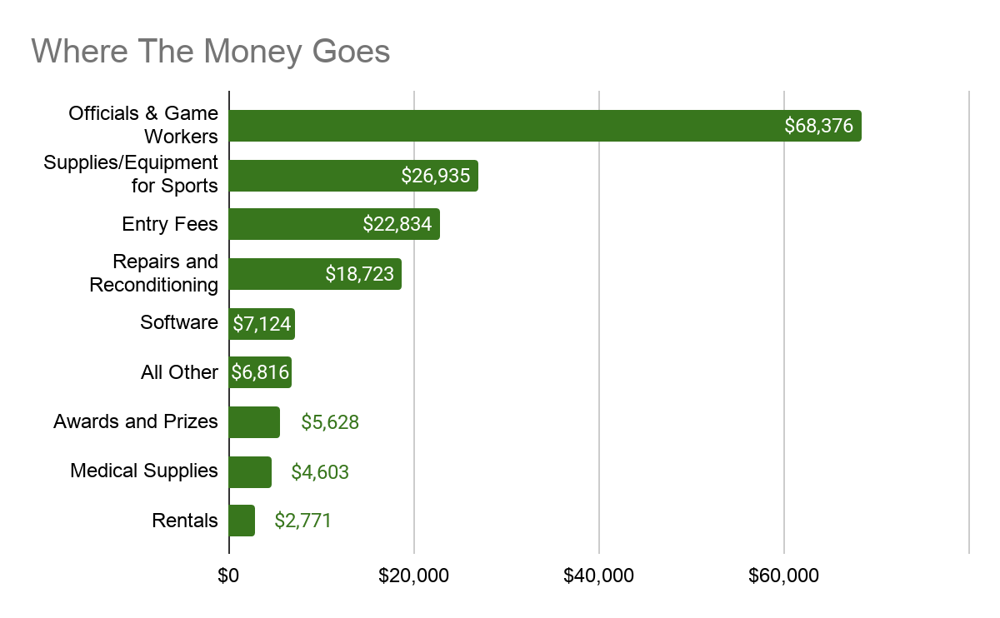 Where The Money Goes
Officials & Game
Workers
$68,376
Supplies/Equipment
for Sports
$26,935
Entry Fees
$22,834
Repairs and
Reconditioning
$18,723
Software
$7,124
All Other
$6,816
Awards and Prizes
$5,628
Medical Supplies
$4,603
Rentals
$2,771
$0
$20,000
$40,000
$60,000